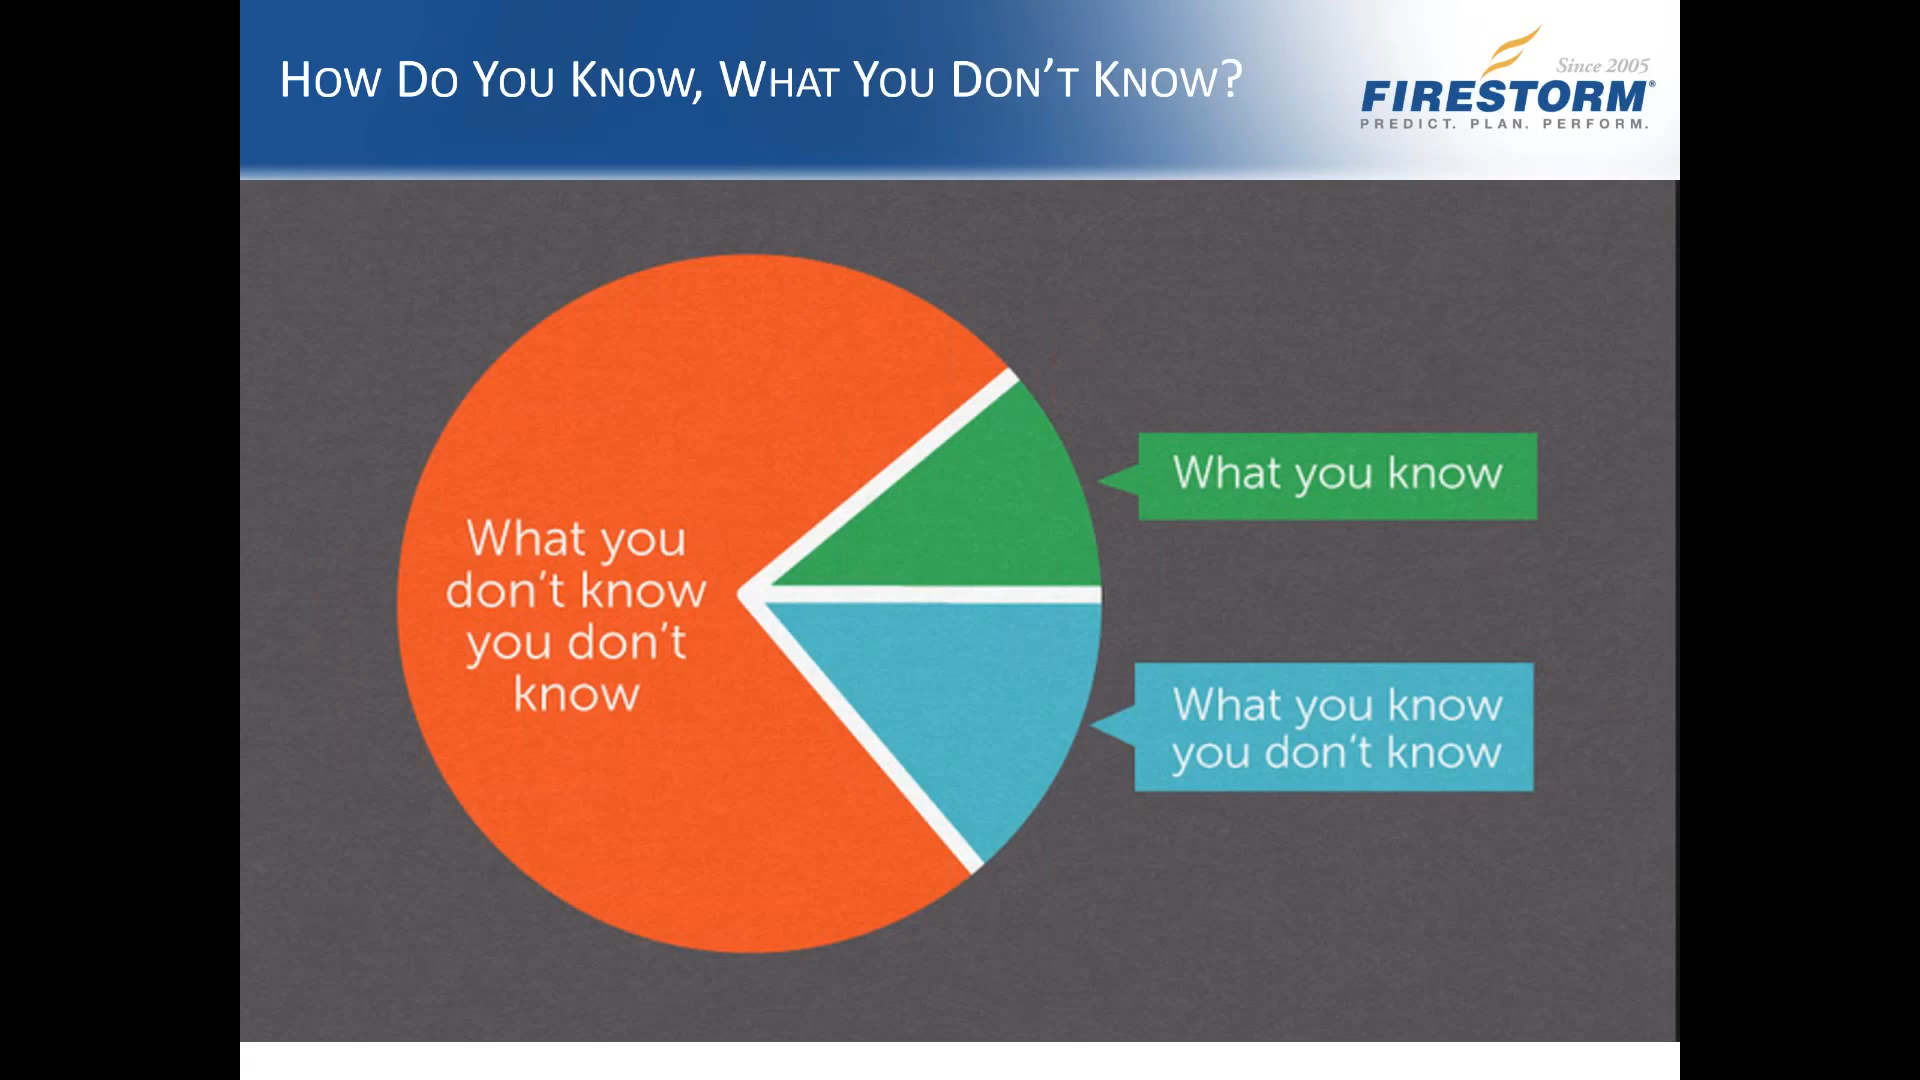 HOW DO YOU KNOW, WHAT YOU DON'T KNOW?
Since 2005
FIRESTORM®
PREDICT. PLAN. PERFORM.
What you
don't know
you don't
know
What you know
What you know
you don't know